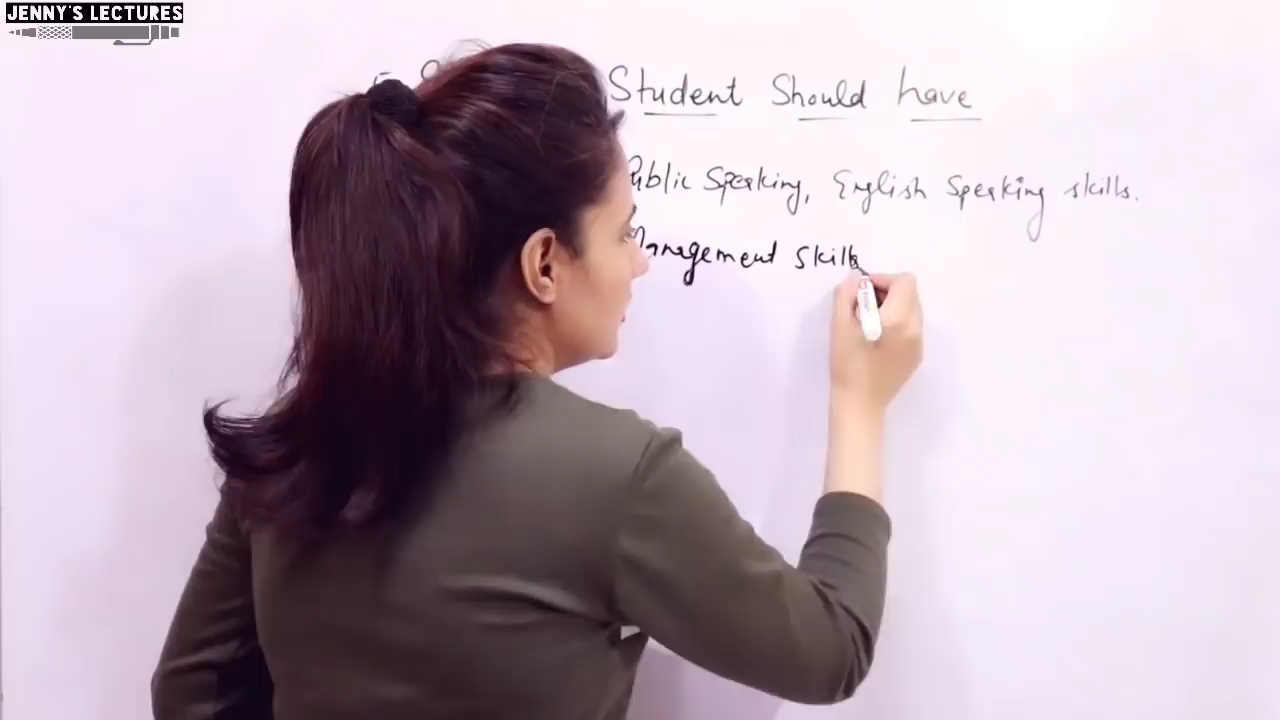 JENNY'S LECTURES
Student Should have
Public Speaking, English Speaking skills.
Management skills